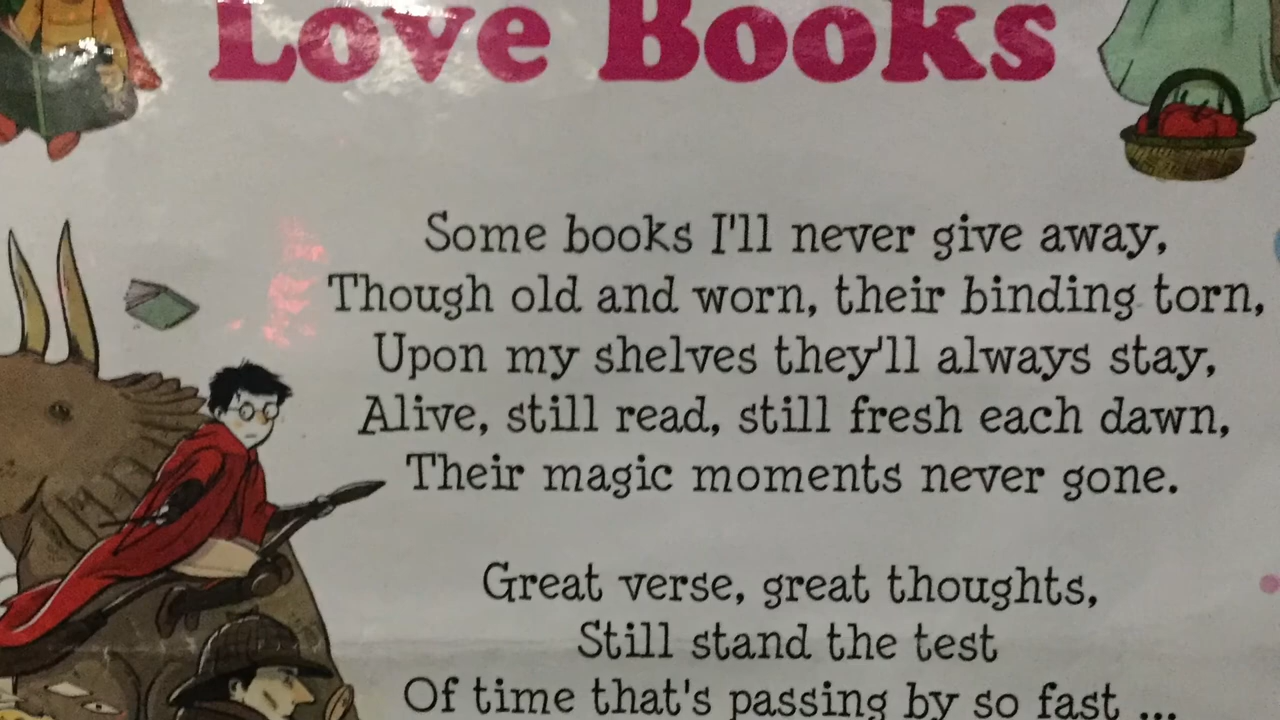 Love Books
Some books I'll never give away,
Though old and worn, their binding torn,
Upon my shelves they'll always stay,
Alive, still read, still fresh each dawn,
Their magic moments never gone.
Great verse, great thoughts,
Still stand the test
Of time that's passing by so fast ...